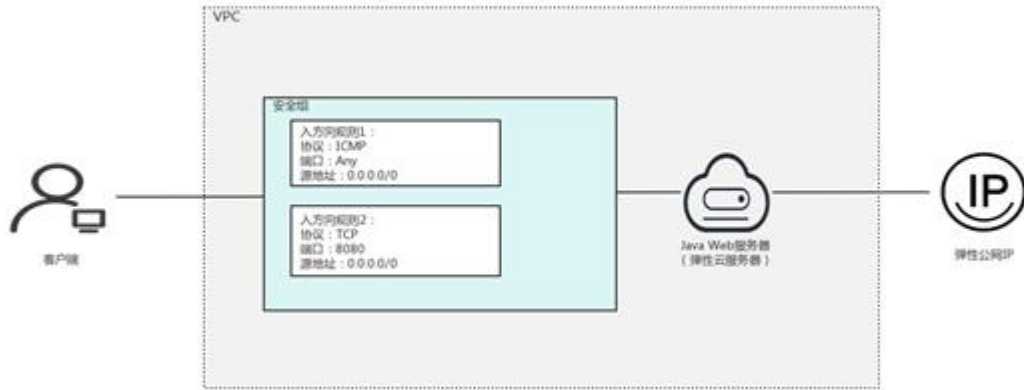 VPC
安全组
入方向规则1：
协议：ICMP
端口：Any
源地址：0.0.0.0/0
入方向规则2：
协议：TCP
端口：8080
源地址：0.0.0.0/0
客户端
Java Web服务器
（弹性云服务器）
IP
弹性公网IP